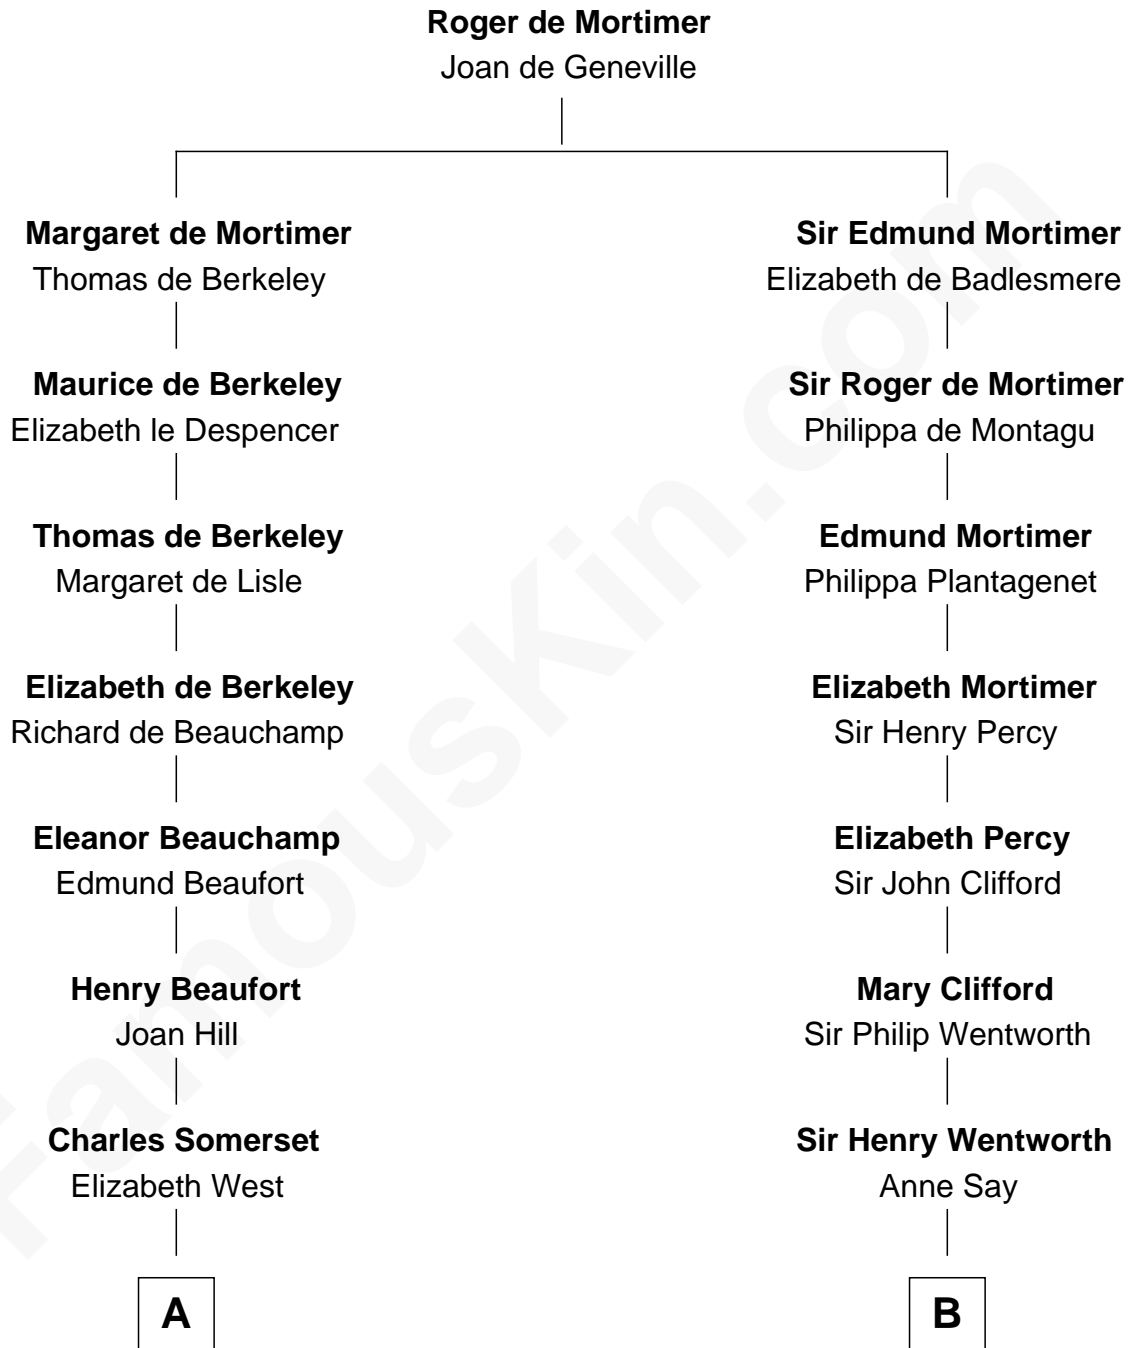 Roger de Mortimer
Joan de Geneville
Margaret de Mortimer
Thomas de Berkeley
Sir Edmund Mortimer
Elizabeth de Badlesmere
Maurice de Berkeley
Elizabeth le Despencer
Sir Roger de Mortimer
Philippa de Montagu
Thomas de Berkeley
Margaret de Lisle
Edmund Mortimer
Philippa Plantagenet
Elizabeth de Berkeley
Richard de Beauchamp
Elizabeth Mortimer
Sir Henry Percy
Eleanor Beauchamp
Edmund Beaufort
Elizabeth Percy
Sir John Clifford
Henry Beaufort
Joan Hill
Mary Clifford
Sir Philip Wentworth
Charles Somerset
Elizabeth West
Sir Henry Wentworth
Anne Say
A
B
FamousKin.com